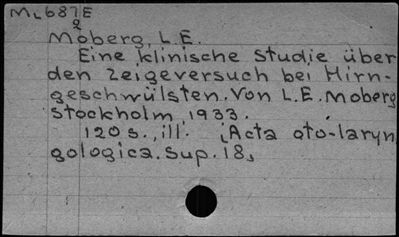 ML687E
2
Moberg, L.E.
Eine klinische Studie über
den Zeigeversuch bei Hirn-
geschwülsten. Von L.E. Moberg
Stockholm, 1933.
120 s., ill. (Acta oto-laryn
gologica. Sup. 18)